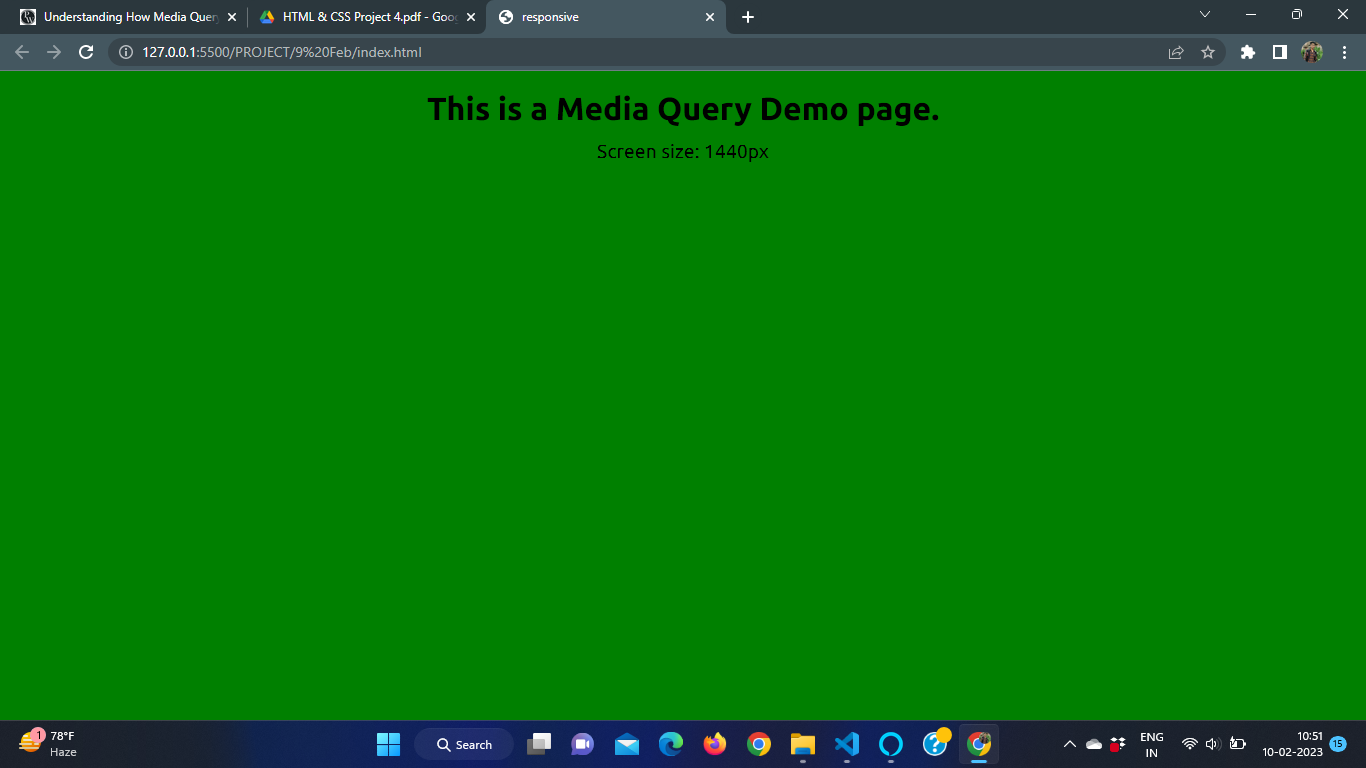 Understanding How Media Quer
HTML & CSS Project 4.pdf - Goo
responsive
127.0.0.1:5500/PROJECT/9%20Feb/index.html
This is a Media Query Demo page.
Screen size: 1440px
1
78°F
Haze
Search
ENG
IN
10:51
10-02-2023
15